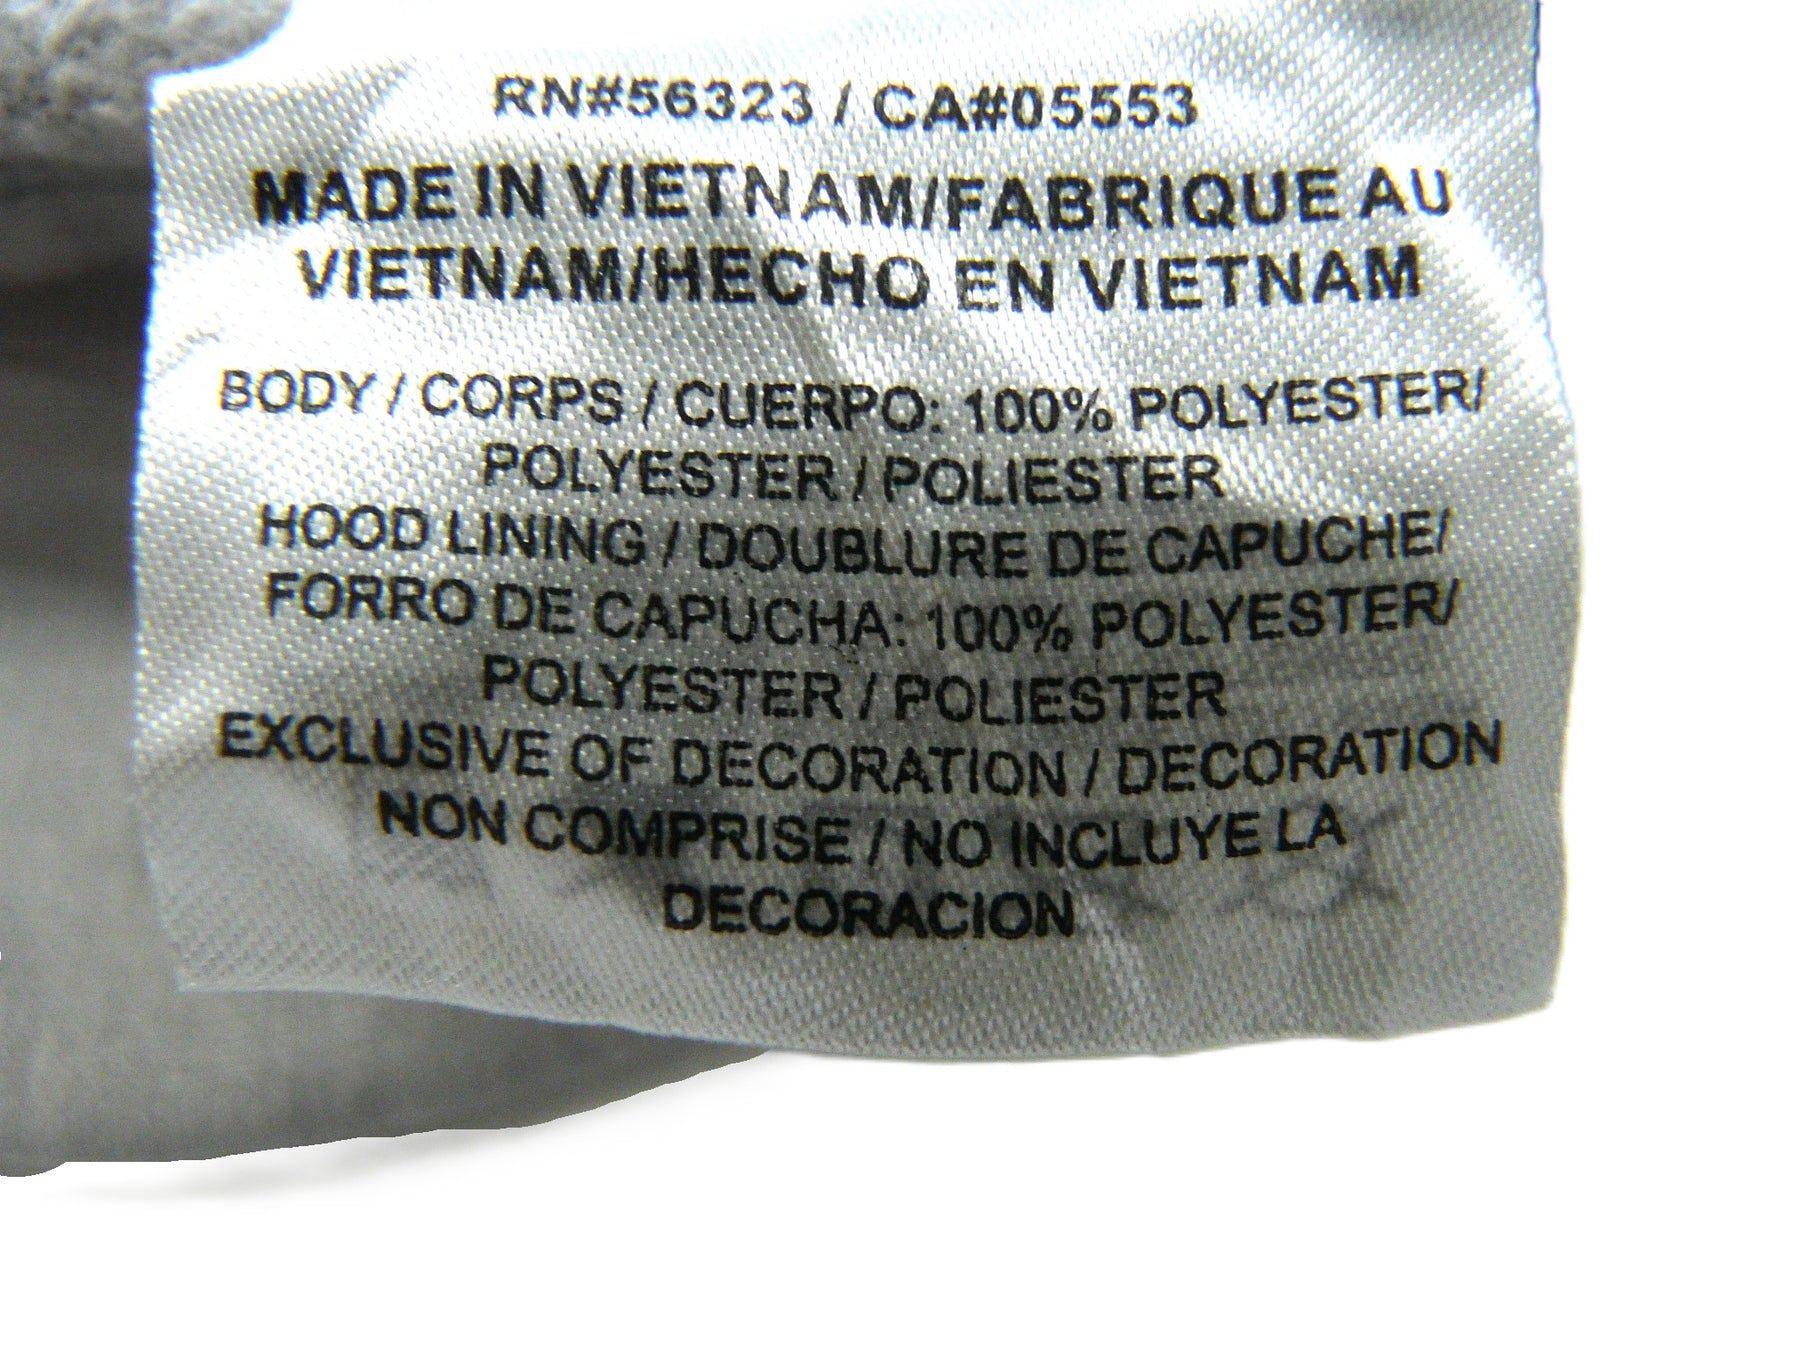 RN#56323 / CA#05553
MADE IN VIETNAM/FABRIQUE AU
VIETNAM/HECHO EN VIETNAM
BODY / CORPS / CUERPO: 100% POLYESTER/
POLYESTER / POLIESTER
HOOD LINING / DOUBLURE DE CAPUCHE/
FORRO DE CAPUCHA: 100% POLYESTER/
POLYESTER / POLIESTER
EXCLUSIVE OF DECORATION / DECORATION
NON COMPRISE / NO INCLUYE LA
DECORACION